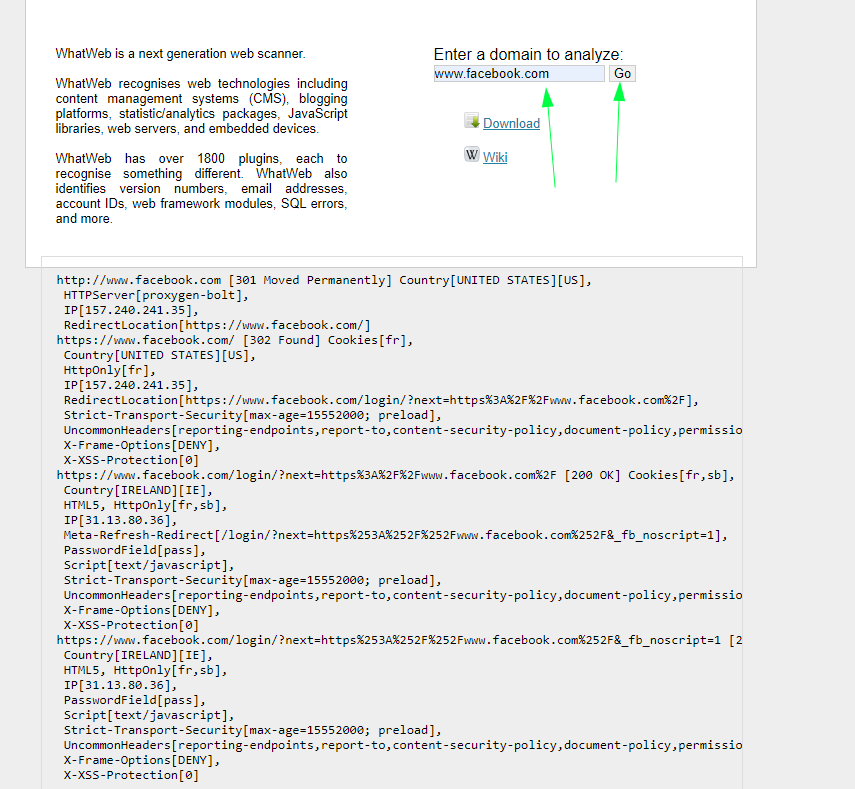 WhatWeb is a next generation web scanner.
WhatWeb recognises web technologies including
content management systems (CMS), blogging
platforms, statistic/analytics packages, JavaScript
libraries, web servers, and embedded devices.
WhatWeb has over 1800 plugins, each to
recognise something different. WhatWeb also
identifies version numbers, email addresses,
account IDs, web framework modules, SQL errors,
and more.
Enter a domain to analyze:
www.facebook.com Go
Download
W Wiki
http://www.facebook.com [301 Moved Permanently] Country[UNITED STATES][US],
HTTPServer[proxygen-bolt],
IP[157.240.241.35],
RedirectLocation[https://www.facebook.com/]
https://www.facebook.com/ [302 Found] Cookies[fr],
Country[UNITED STATES][US],
HttpOnly[fr],
IP[157.240.241.35],
RedirectLocation[https://www.facebook.com/login/?next=https%3A%2F%2Fwww.facebook.com%2F],
Strict-Transport-Security[max-age=15552000; preload],
UncommonHeaders[reporting-endpoints,report-to,content-security-policy,document-policy,permissio
X-Frame-Options[DENY],
X-XSS-Protection[0]
https://www.facebook.com/login/?next=https%3A%2F%2Fwww.facebook.com%2F [200 OK] Cookies[fr,sb],
Country[IRELAND][IE],
HTML5, HttpOnly[fr,sb],
IP[31.13.80.36],
Meta-Refresh-Redirect[/login/?next=https%253A%252F%252Fwww.facebook.com%252F&_fb_noscript=1],
PasswordField[pass],
Script[text/javascript],
Strict-Transport-Security[max-age=15552000; preload],
UncommonHeaders[reporting-endpoints,report-to,content-security-policy,document-policy,permissio
X-Frame-Options[DENY],
X-XSS-Protection[0]
https://www.facebook.com/login/?next=https%253A%252F%252Fwww.facebook.com%252F&_fb_noscript=1 [2
Country[IRELAND][IE],
HTML5, HttpOnly[fr,sb],
IP[31.13.80.36],
PasswordField[pass],
Script[text/javascript],
Strict-Transport-Security[max-age=15552000; preload],
UncommonHeaders[reporting-endpoints,report-to,content-security-policy,document-policy,permissio
X-Frame-Options[DENY],
X-XSS-Protection[0]